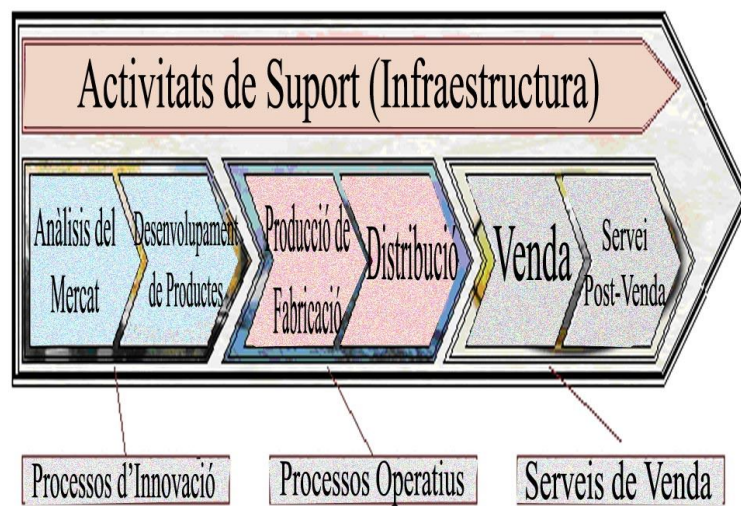 Activitats de Suport (Infraestructura)
Anàlisis del
Mercat
Desenvolupament
de Productes
Producció de
Fabricació
Distribució
Venda
Servei
Post-Venda
Processos d'Innovació
Processos Operatius
Serveis de Venda